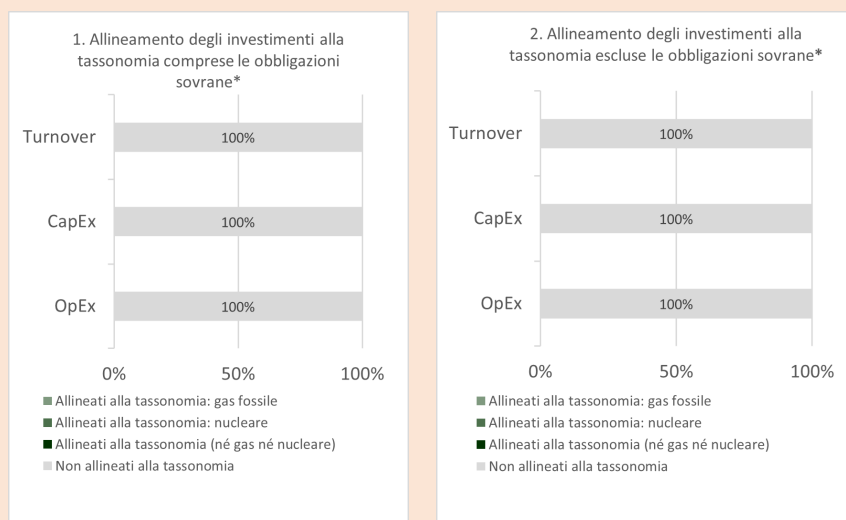 1. Allineamento degli investimenti alla
tassonomia comprese le obbligazioni
sovrane*
Turnover
100%
CapEx
100%
OpEx
100%
0%
50%
100%
Allineati alla tassonomia: gas fossile
Allineati alla tassonomia: nucleare
Allineati alla tassonomia (né gas né nucleare)
Non allineati alla tassonomia
2. Allineamento degli investimenti alla
tassonomia escluse le obbligazioni sovrane*
Turnover
100%
CapEx
100%
OpEx
100%
0%
50%
100%
Allineati alla tassonomia: gas fossile
Allineati alla tassonomia: nucleare
Allineati alla tassonomia (né gas né nucleare)
Non allineati alla tassonomia